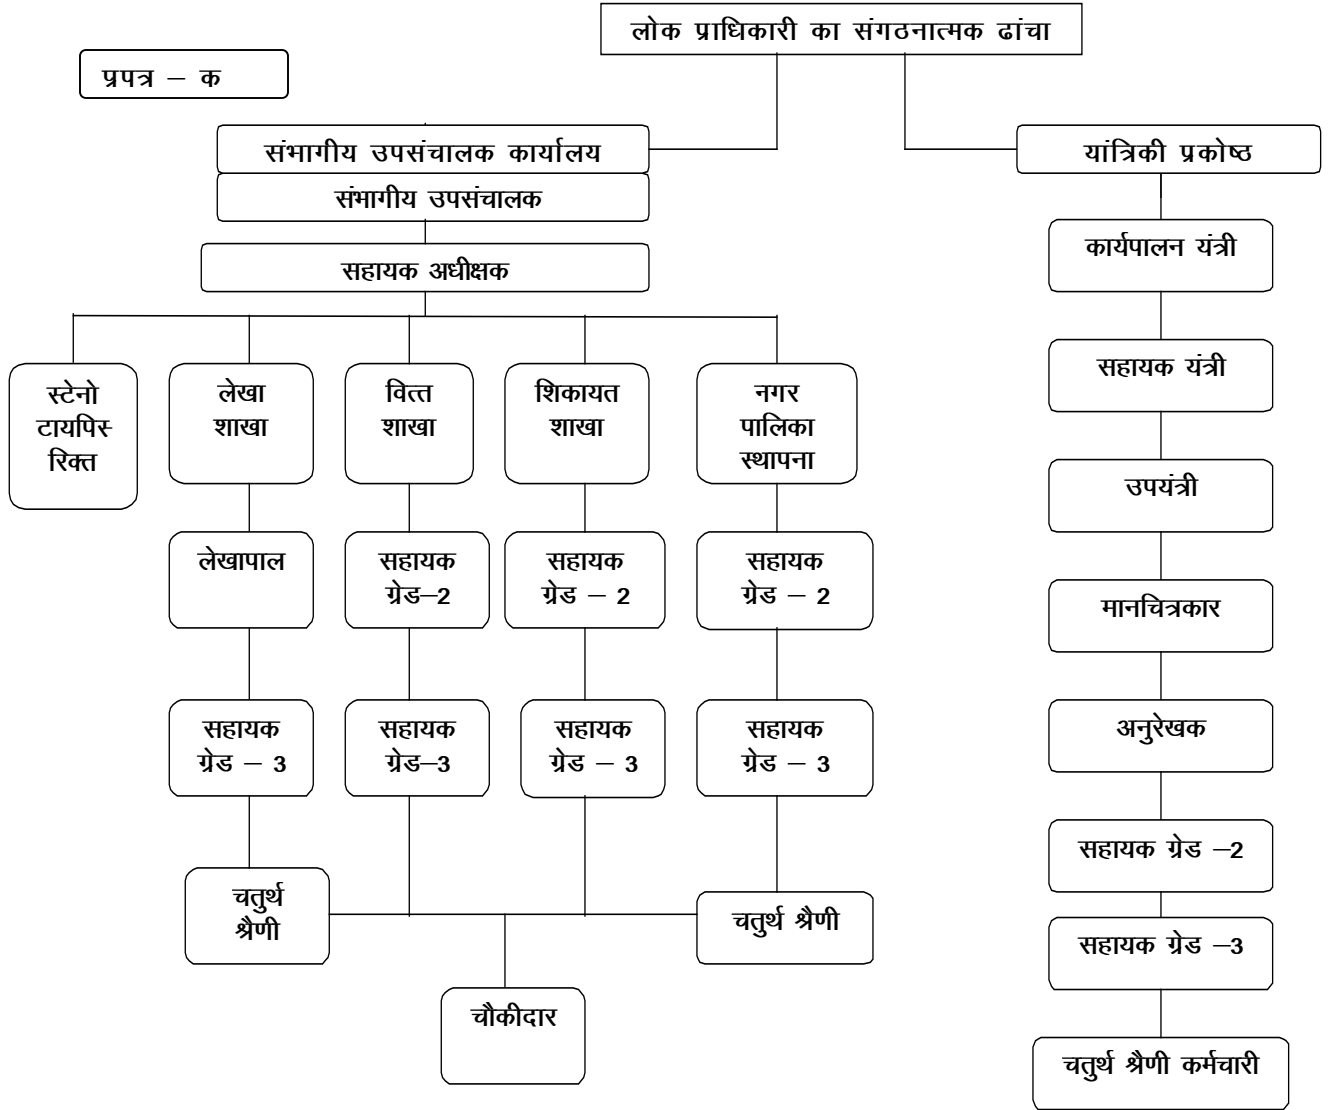 लोक प्राधिकारी का संगठनात्मक ढांचा
प्रपत्र – क
संभागीय उपसंचालक कार्यालय
यांत्रिकी प्रकोष्ठ
संभागीय उपसंचालक
सहायक अधीक्षक
स्टेनो
टायपिस्
रिक्त
लेखा
शाखा
वित्त
शाखा
शिकायत
शाखा
नगर
पालिका
स्थापना
लेखापाल
सहायक
ग्रेड–2
सहायक
ग्रेड – 2
सहायक
ग्रेड – 2
सहायक
ग्रेड – 3
सहायक
ग्रेड–3
सहायक
ग्रेड – 3
सहायक
ग्रेड – 3
चतुर्थ
श्रैणी
चतुर्थ श्रैणी
चौकीदार
कार्यपालन यंत्री
सहायक यंत्री
उपयंत्री
मानचित्रकार
अनुरेखक
सहायक ग्रेड –2
सहायक ग्रेड –3
चतुर्थ श्रैणी कर्मचारी